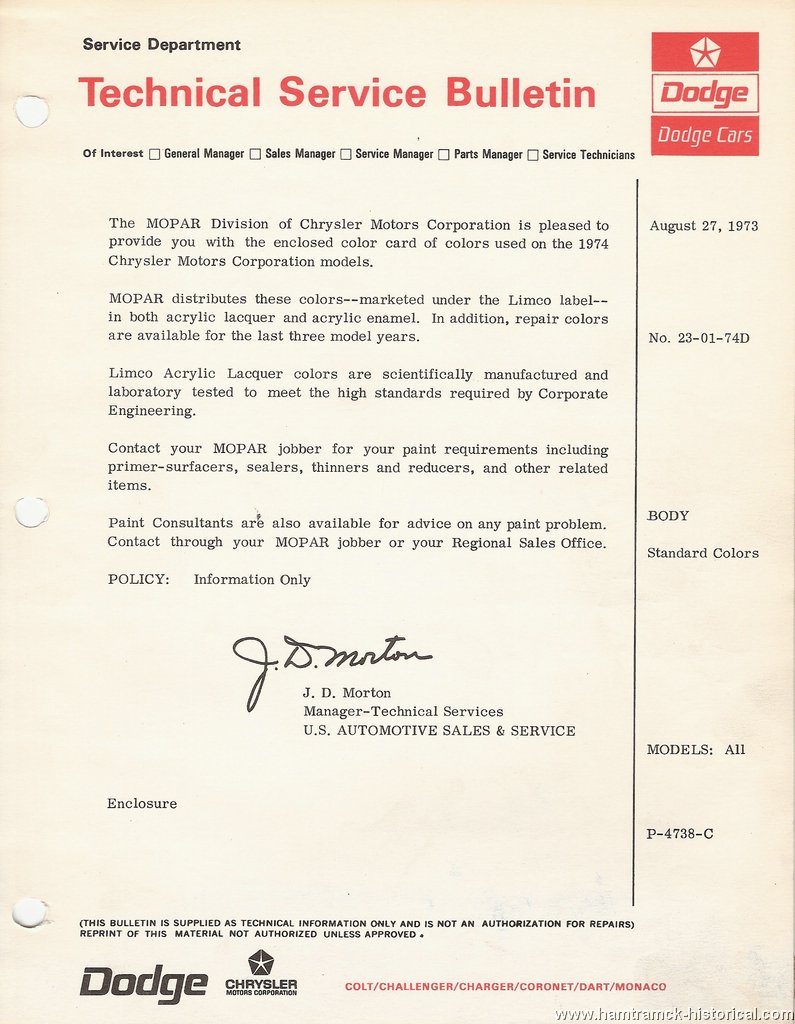 Service Department
Technical Service Bulletin
Dodge
Dodge Cars
Of Interest □ General Manager □ Sales Manager □ Service Manager □ Parts Manager □ Service Technicians
The MOPAR Division of Chrysler Motors Corporation is pleased to
provide you with the enclosed color card of colors used on the 1974
Chrysler Motors Corporation models.
August 27, 1973
MOPAR distributes these colors--marketed under the Limco label--
in both acrylic lacquer and acrylic enamel. In addition, repair colors
are available for the last three model years.
No. 23-01-74D
Limco Acrylic Lacquer colors are scientifically manufactured and
laboratory tested to meet the high standards required by Corporate
Engineering.
Contact your MOPAR jobber for your paint requirements including
primer-surfacers, sealers, thinners and reducers, and other related
items.
Paint Consultants are also available for advice on any paint problem.
Contact through your MOPAR jobber or your Regional Sales Office.
BODY
Standard Colors
POLICY: Information Only
J. D. Morton
J. D. Morton
Manager-Technical Services
U.S. AUTOMOTIVE SALES & SERVICE
MODELS: All
Enclosure
P-4738-C
(THIS BULLETIN IS SUPPLIED AS TECHNICAL INFORMATION ONLY AND IS NOT AN AUTHORIZATION FOR REPAIRS)
REPRINT OF THIS MATERIAL NOT AUTHORIZED UNLESS APPROVED.
Dodge
CHRYSLER
MOTORS CORPORATION
COLT/CHALLENGER/CHARGER/CORONET/DART/MONACO
www.hamtramck-historical.com